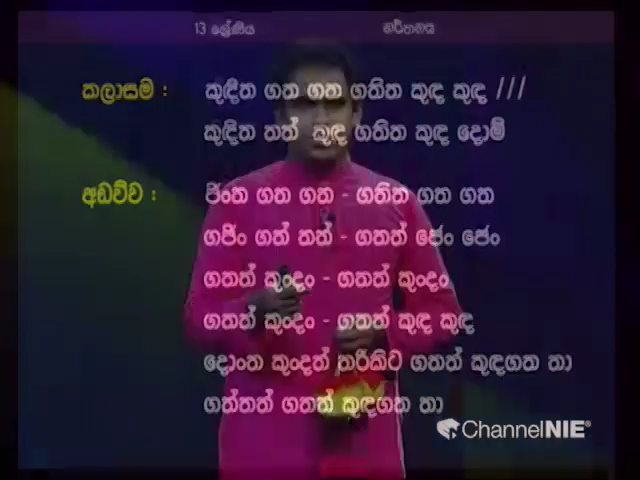 13 ශ්‍රේණිය නර්තනය
කලාසම : කුඳිත ගත ගත ගතිත කුඳ කුඳ ///
කුඳිත තත් කුඳ ගතිත කුඳ දොම්
අඩව්ව : ජිංත ගත ගත - ගතිත ගත ගත
ගජිං ගත් තත් - ගතත් ජෙං ජෙං
ගතත් කුංදං - ගතත් කුංදං
ගතත් කුංදං - ගතත් කුඳ කුඳ
දොංත කුංදත් තරිකිට ගතත් කුඳගත තා
ගත්තත් ගතත් කුඳගත තා
ChannelNIE®